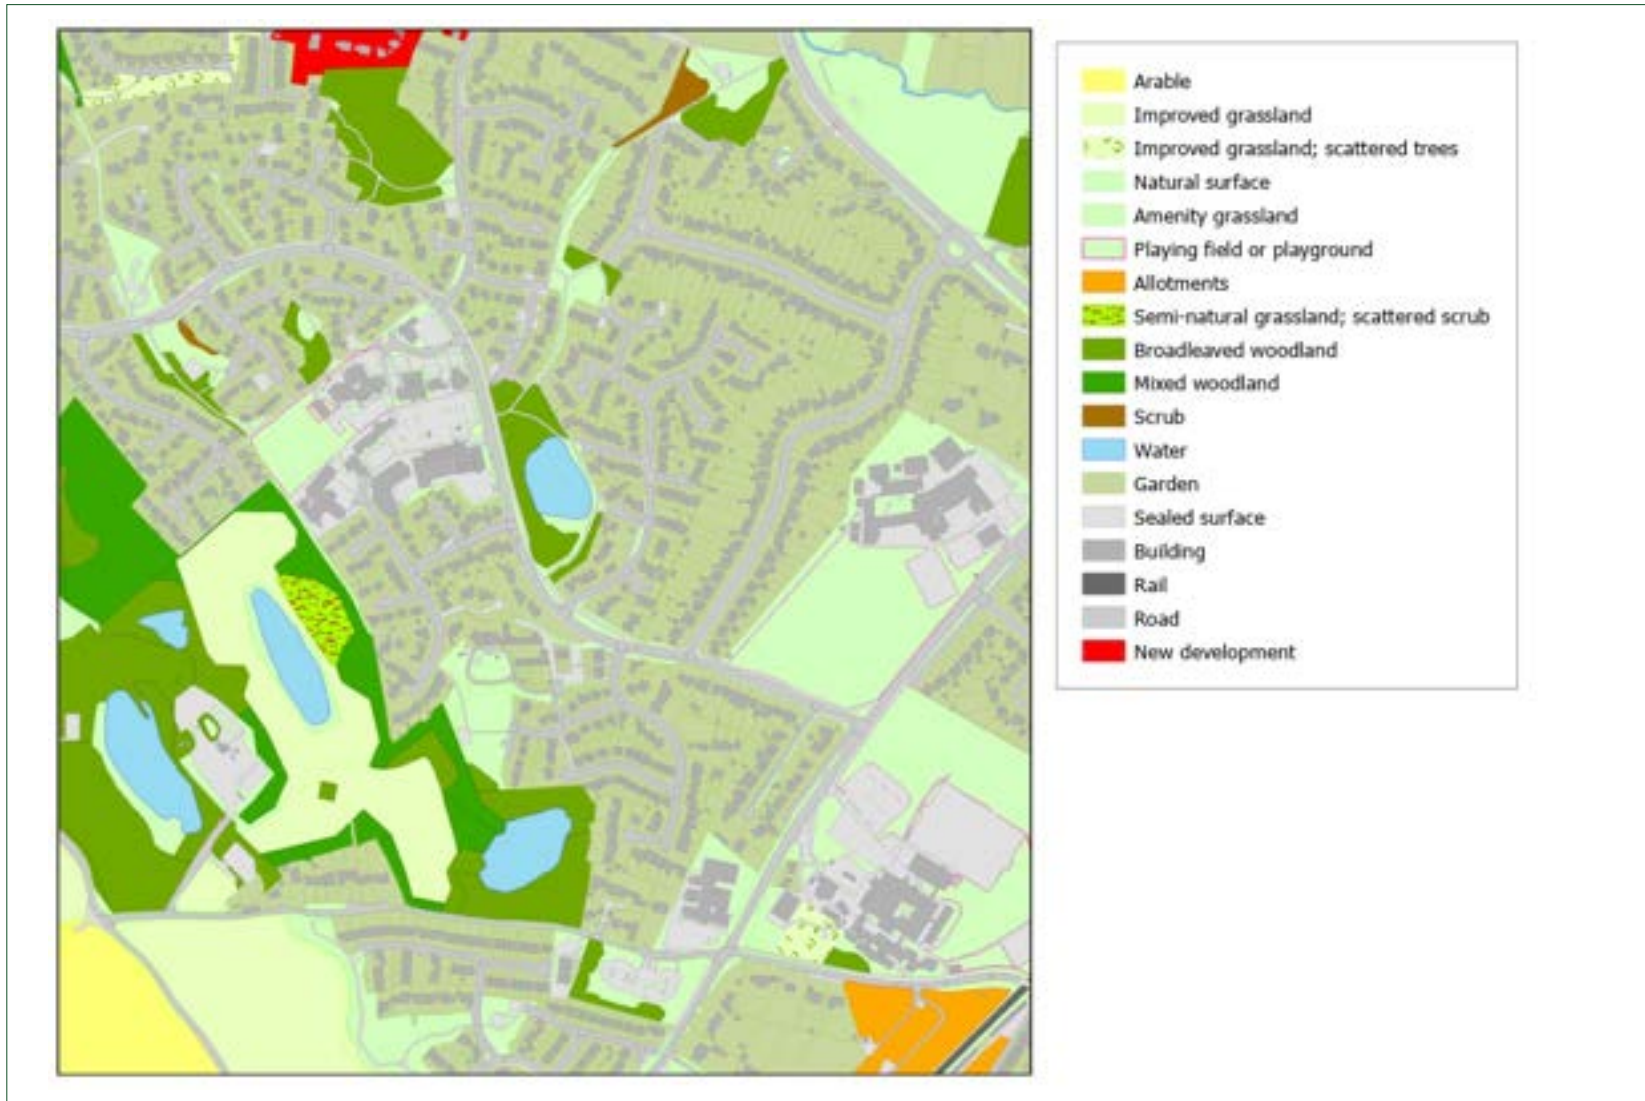 Arable
Improved grassland
Improved grassland; scattered trees
Natural surface
Amenity grassland
Playing field or playground
Allotments
Semi-natural grassland; scattered scrub
Broadleaved woodland
Mixed woodland
Scrub
Water
Garden
Sealed surface
Building
Rail
Road
New development